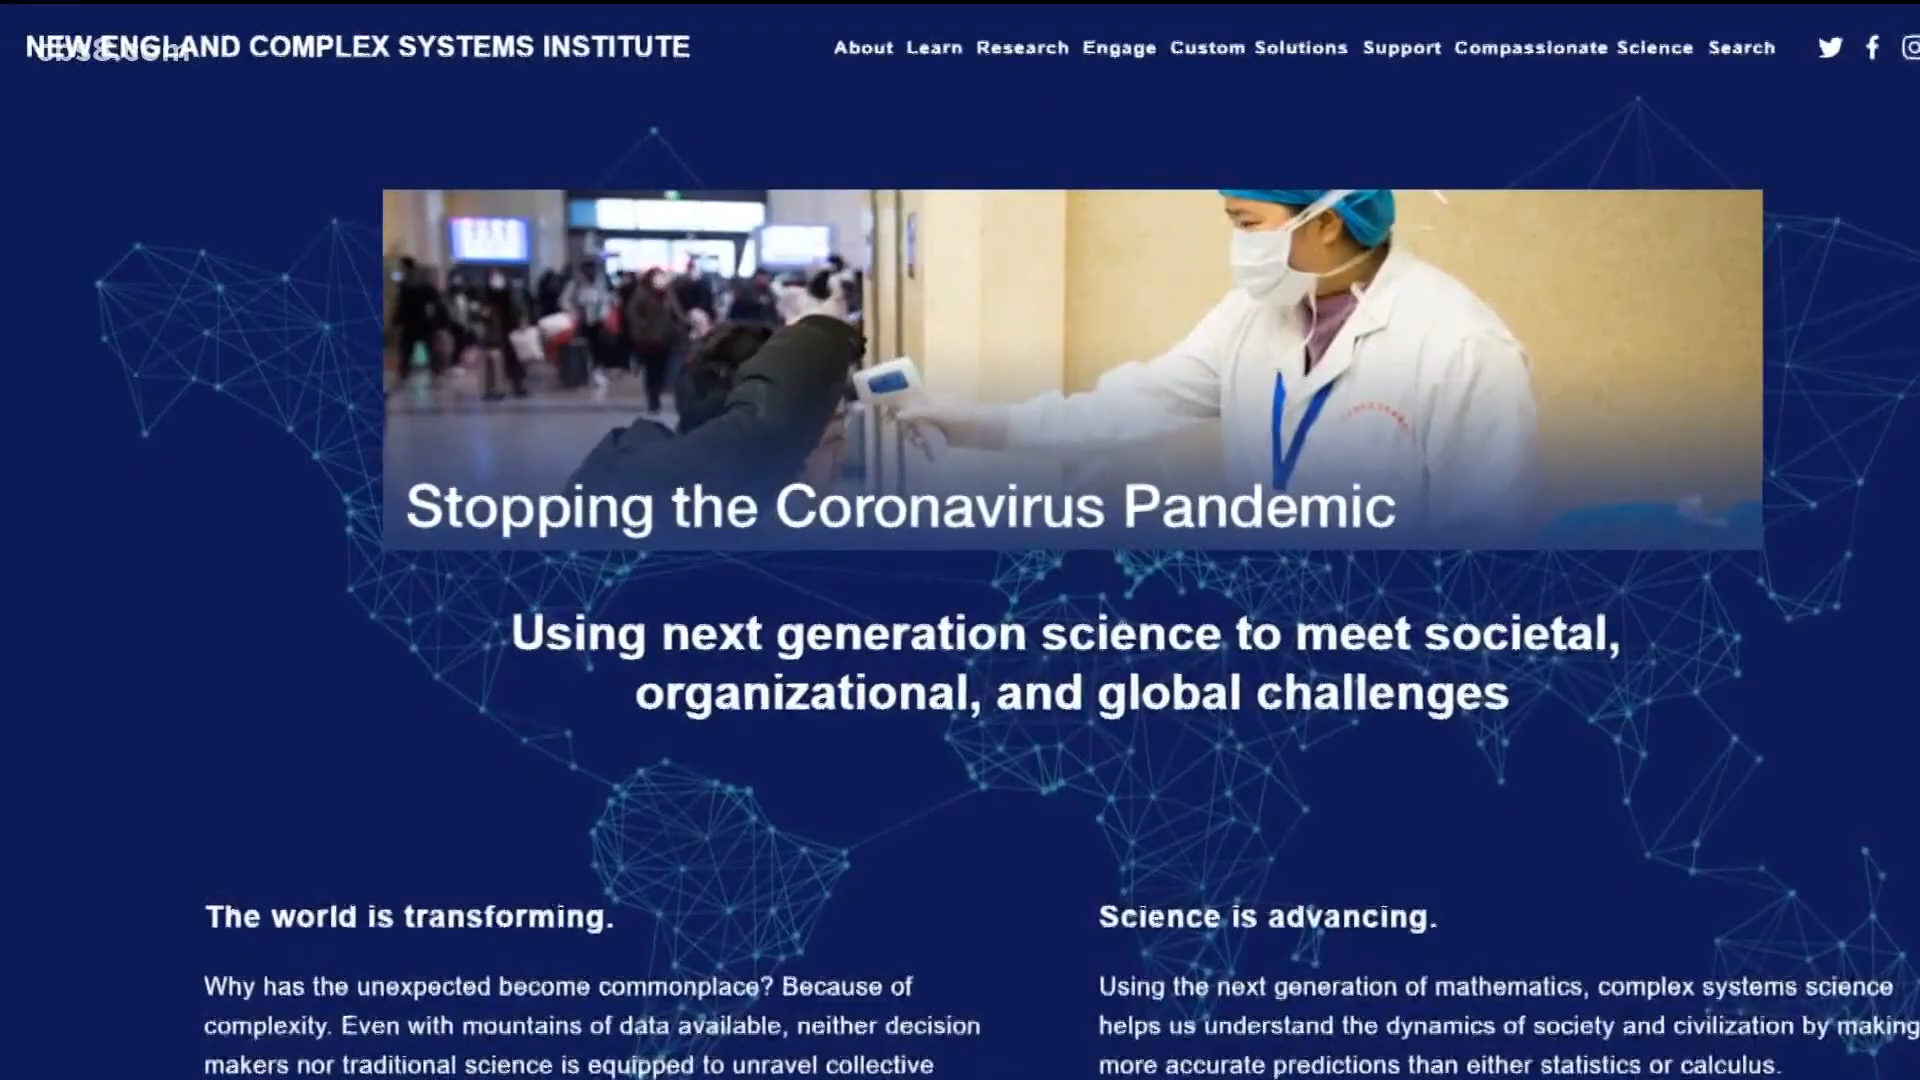 NEW ENGLAND COMPLEX SYSTEMS INSTITUTE
cbs8.com
About Learn Research Engage Custom Solutions Support Compassionate Science Search
Stopping the Coronavirus Pandemic
Using next generation science to meet societal,
organizational, and global challenges
The world is transforming.
Why has the unexpected become commonplace? Because of
complexity. Even with mountains of data available, neither decision
makers nor traditional science is equipped to unravel collective
Science is advancing.
Using the next generation of mathematics, complex systems science
helps us understand the dynamics of society and civilization by making
more accurate predictions than either statistics or calculus.